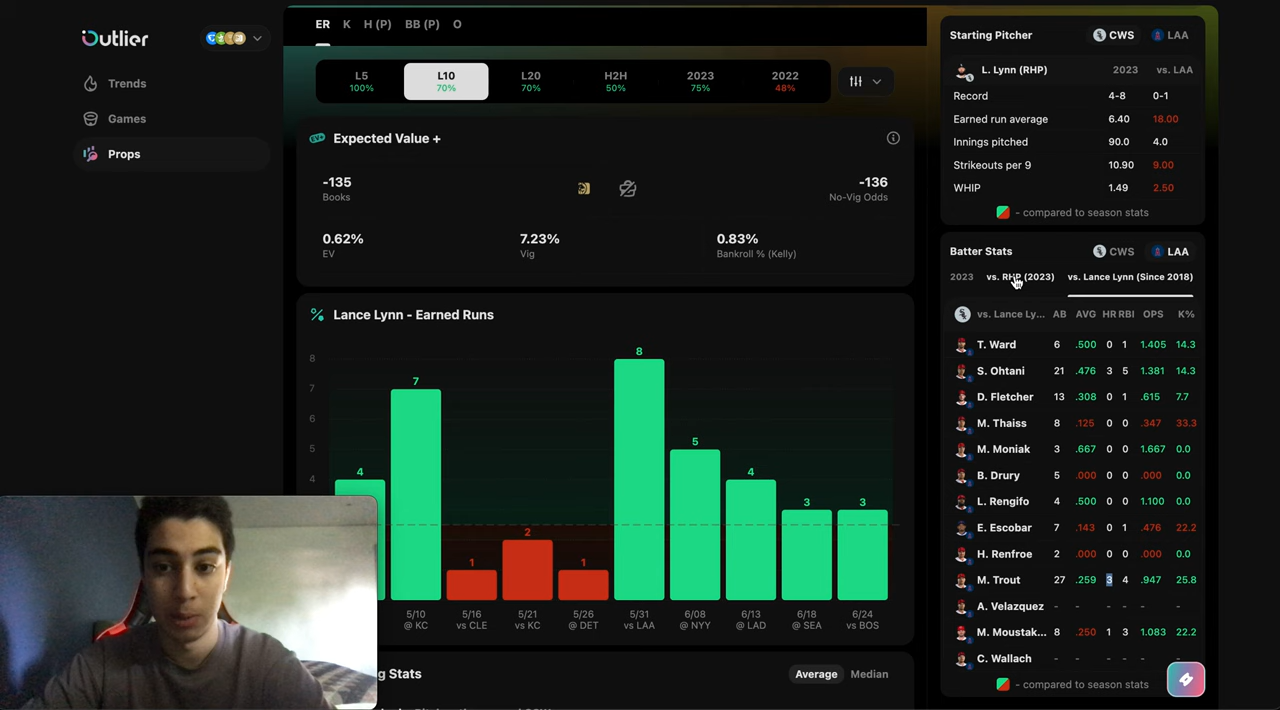 Outlier
Trends
Games
Props
ER K H (P) BB (P) O
L5 L10 L20 H2H 2023 2022
100% 70% 70% 50% 75% 48%
Expected Value +
-135 -136
Books No-Vig Odds
0.62% 7.23% 0.83%
EV Vig Bankroll % (Kelly)
Lance Lynn - Earned Runs
8
7
6
5
4
4 7 1 2 1 8 5 4 3 3
5/10 5/16 5/21 5/26 5/31 6/08 6/13 6/18 6/24
@ KC vs CLE vs KC @ DET vs LAA @ NYY @ LAD @ SEA vs BOS
g Stats Average Median
Starting Pitcher CWS LAA
L. Lynn (RHP) 2023 vs. LAA
Record 4-8 0-1
Earned run average 6.40 18.00
Innings pitched 90.0 4.0
Strikeouts per 9 10.90 9.00
WHIP 1.49 2.50
- compared to season stats
Batter Stats CWS LAA
2023 vs. RHP (2023) vs. Lance Lynn (Since 2018)
vs. Lance Ly... AB AVG HR RBI OPS K%
T. Ward 6 .500 0 1 1.405 14.3
S. Ohtani 21 .476 3 5 1.381 14.3
D. Fletcher 13 .308 0 1 .615 7.7
M. Thaiss 8 .125 0 0 .347 33.3
M. Moniak 3 .667 0 0 1.667 0.0
B. Drury 5 .000 0 0 .000 0.0
L. Rengifo 4 .500 0 0 1.100 0.0
E. Escobar 7 .143 0 1 .476 22.2
H. Renfroe 2 .000 0 0 .000 0.0
M. Trout 27 .259 3 4 .947 25.8
A. Velazquez - - - - - -
M. Moustak... 8 .250 1 3 1.083 22.2
C. Wallach - - - - - -
- compared to season stats